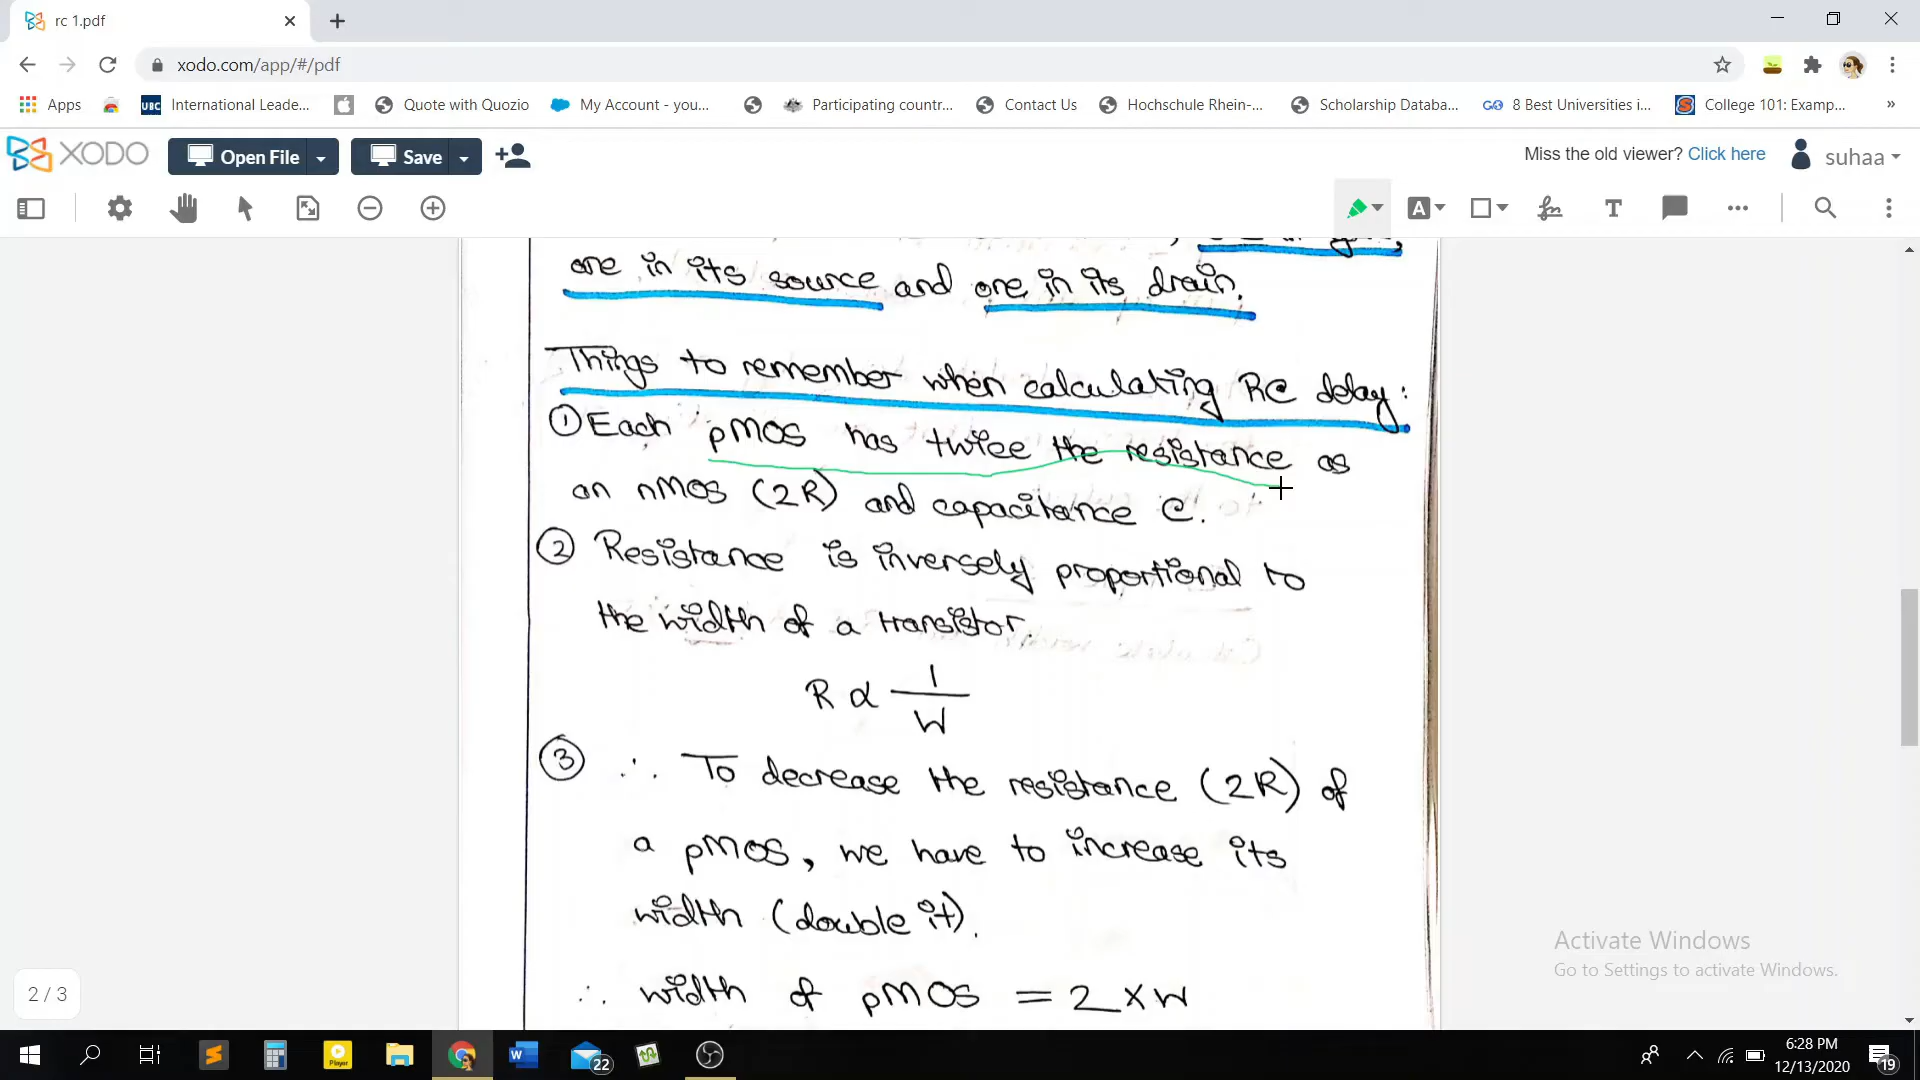 rc 1.pdf
xodo.com/app/#/pdf
Apps
UBC International Leade...
Quote with Quozio
My Account - you...
Participating countr...
Contact Us
Hochschule Rhein-...
Scholarship Databa...
GO 8 Best Universities i...
College 101: Examp...
»
XODO
Open File
Save
Miss the old viewer? Click here
suhaa
A
T
one in its source and one in its drain.
Things to remember when calculating RC delay:
① Each pMOS has twice the resistance as
an nMOS (2R) and capacitance C.
② Resistance is inversely proportional to
the width of a transistor.
R ∝ 1/W
③ ∴ To decrease the resistance (2R) of
a pMOS, we have to increase its
width (double it).
∴ width of pMOS = 2 x W
2 / 3
Activate Windows
Go to Settings to activate Windows.
Player
W
22
6:28 PM
12/13/2020
19